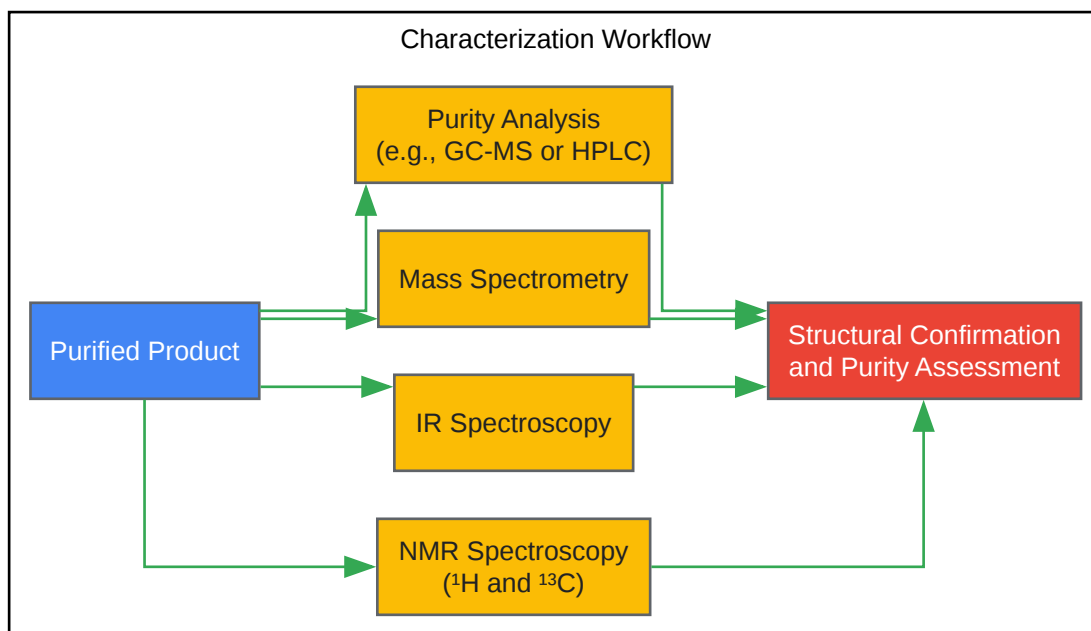 Characterization Workflow
Purity Analysis
(e.g., GC-MS or HPLC)
Mass Spectrometry
Purified Product
Structural Confirmation
and Purity Assessment
IR Spectroscopy
NMR Spectroscopy
(¹H and ¹³C)